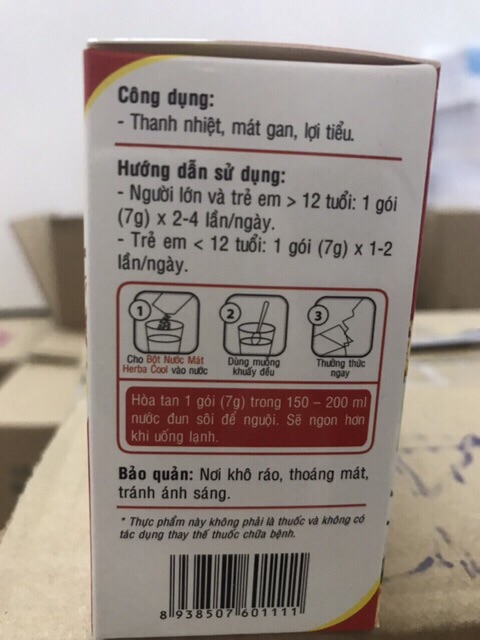 Công dụng:
- Thanh nhiệt, mát gan, lợi tiểu.
Hướng dẫn sử dụng:
- Người lớn và trẻ em > 12 tuổi: 1 gói
(7g) x 2-4 lần/ngày.
- Trẻ em < 12 tuổi: 1 gói (7g) x 1-2
lần/ngày.
1
2
3
Cho Bột Nước Mát
Herba Cool vào nước
Dùng muỗng
khuấy đều
Thưởng thức
ngay
Hòa tan 1 gói (7g) trong 150 – 200 ml
nước đun sôi để nguội. Sẽ ngon hơn
khi uống lạnh.
Bảo quản: Nơi khô ráo, thoáng mát,
tránh ánh sáng.
* Thực phẩm này không phải là thuốc và không có
tác dụng thay thế thuốc chữa bệnh.
8 938507 601111